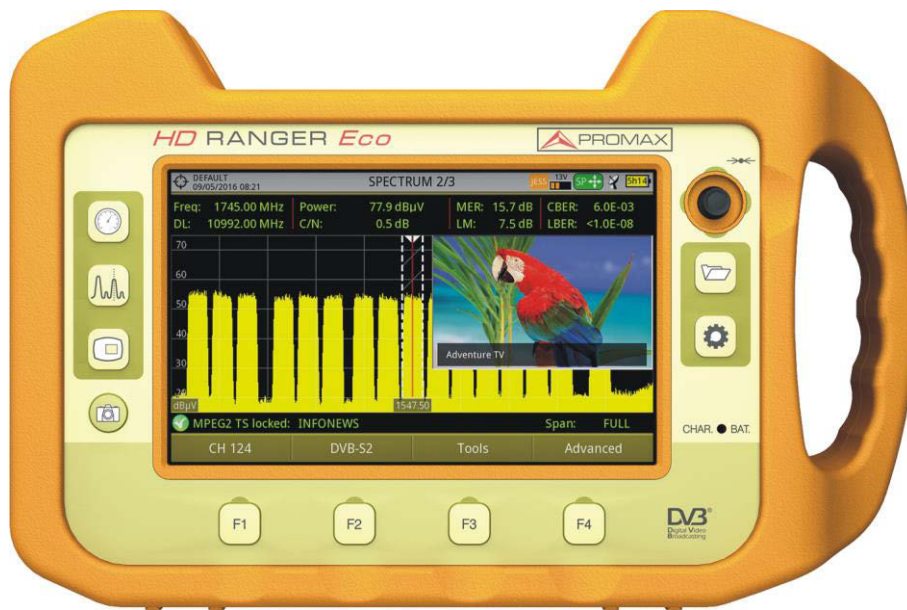 HD RANGER Eco
PROMAX
DEFAULT
09/05/2016 08:21
SPECTRUM 2/3
JESS
13V
SP
5h14
Freq: 1745.00 MHz
Power: 77.9 dBµV
MER: 15.7 dB
CBER: 6.0E-03
DL: 10992.00 MHz
C/N: 0.5 dB
LM: 7.5 dB
LBER: <1.0E-08
70
60
50
40
30
20
dBµV
1547.50
Adventure TV
MPEG2 TS locked: INFONEWS
Span: FULL
CH 124
DVB-S2
Tools
Advanced
CHAR. BAT.
F1
F2
F3
F4
DVB®
Digital Video
Broadcasting